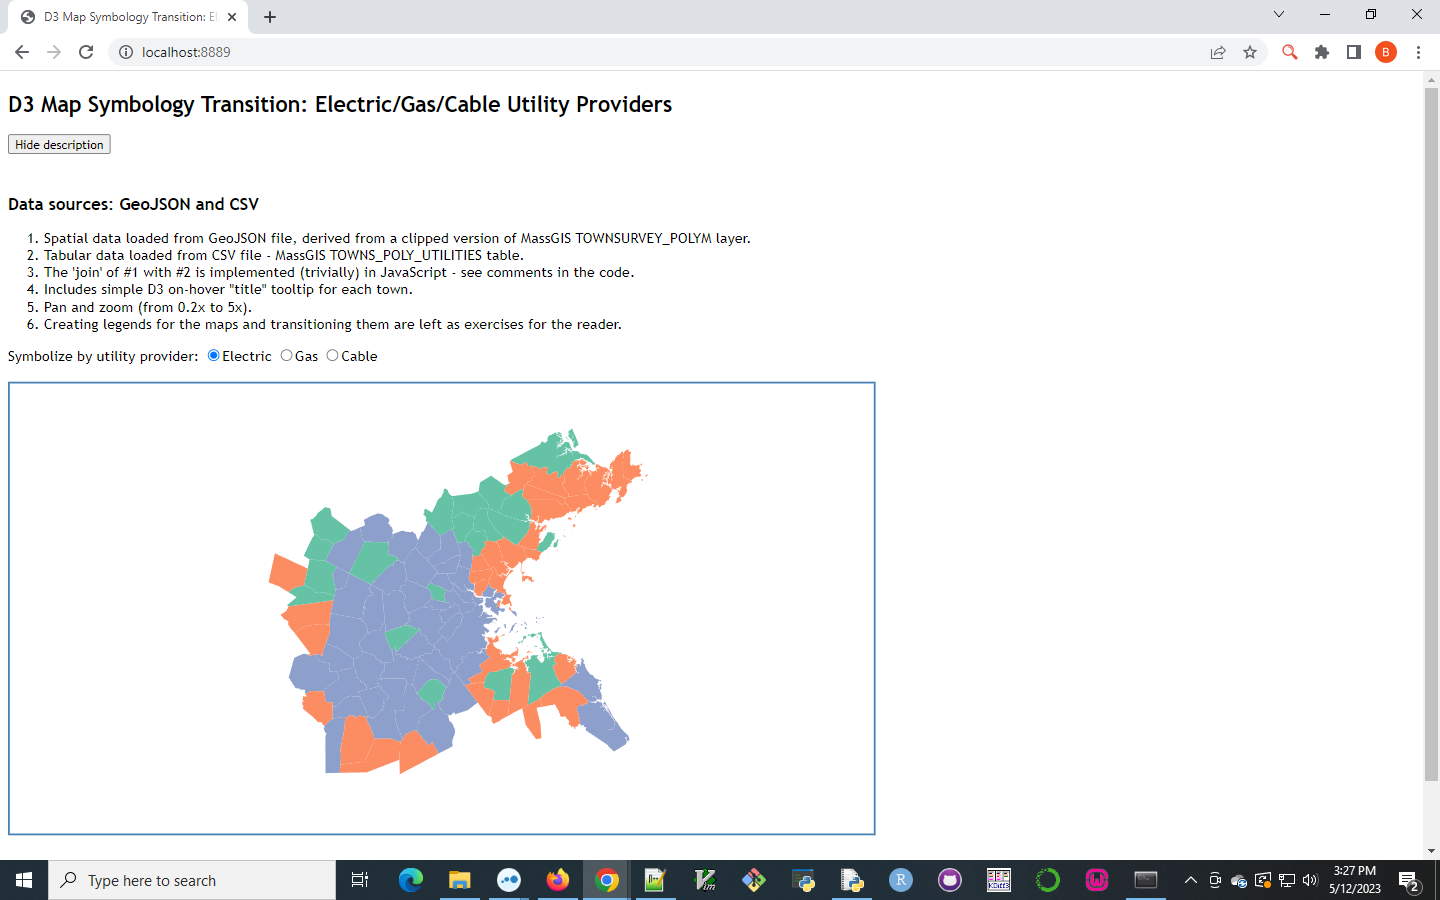 D3 Map Symbology Transition: El
localhost:8889
B
D3 Map Symbology Transition: Electric/Gas/Cable Utility Providers
Hide description
Data sources: GeoJSON and CSV
1. Spatial data loaded from GeoJSON file, derived from a clipped version of MassGIS TOWNSURVEY_POLYM layer.
2. Tabular data loaded from CSV file - MassGIS TOWNS_POLY_UTILITIES table.
3. The 'join' of #1 with #2 is implemented (trivially) in JavaScript - see comments in the code.
4. Includes simple D3 on-hover "title" tooltip for each town.
5. Pan and zoom (from 0.2x to 5x).
6. Creating legends for the maps and transitioning them are left as exercises for the reader.
Symbolize by utility provider: Electric Gas Cable
Type here to search
Vim
R
3:27 PM
5/12/2023
2